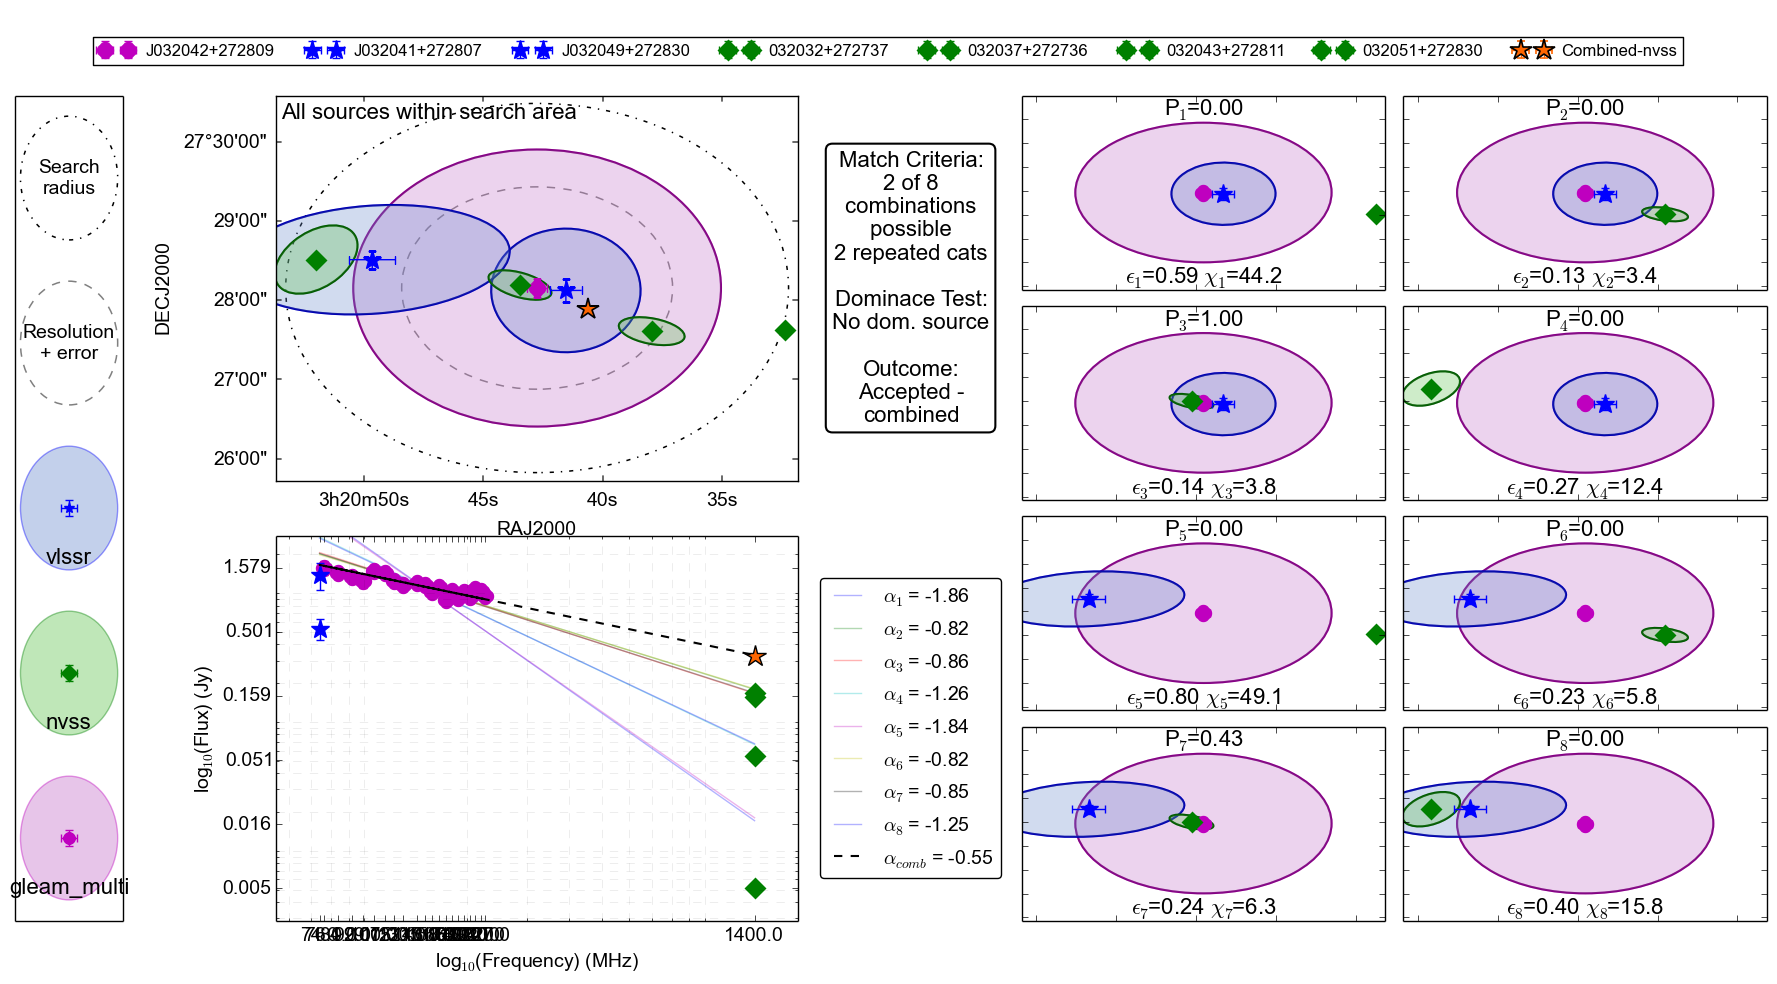 J032042+272809 J032041+272807 J032049+272830 032032+272737 032037+272736 032043+272811 032051+272830 Combined-nvss
Search
radius
Resolution
+ error
vlssr
nvss
gleam_multi
All sources within search area
DECJ2000
27°30'00"
29'00"
28'00"
27'00"
26'00"
3h20m50s 45s 40s 35s
RAJ2000
Match Criteria:
2 of 8
combinations
possible
2 repeated cats
Dominace Test:
No dom. source
Outcome:
Accepted -
combined
log₁₀(Flux) (Jy)
1.579
0.501
0.159
0.051
0.016
0.005
1400.0
log₁₀(Frequency) (MHz)
α₁ = -1.86
α₂ = -0.82
α₃ = -0.86
α₄ = -1.26
α₅ = -1.84
α₆ = -0.82
α₇ = -0.85
α₈ = -1.25
α_comb = -0.55
P₁=0.00
ϵ₁=0.59 χ₁=44.2
P₂=0.00
ϵ₂=0.13 χ₂=3.4
P₃=1.00
ϵ₃=0.14 χ₃=3.8
P₄=0.00
ϵ₄=0.27 χ₄=12.4
P₅=0.00
ϵ₅=0.80 χ₅=49.1
P₆=0.00
ϵ₆=0.23 χ₆=5.8
P₇=0.43
ϵ₇=0.24 χ₇=6.3
P₈=0.00
ϵ₈=0.40 χ₈=15.8